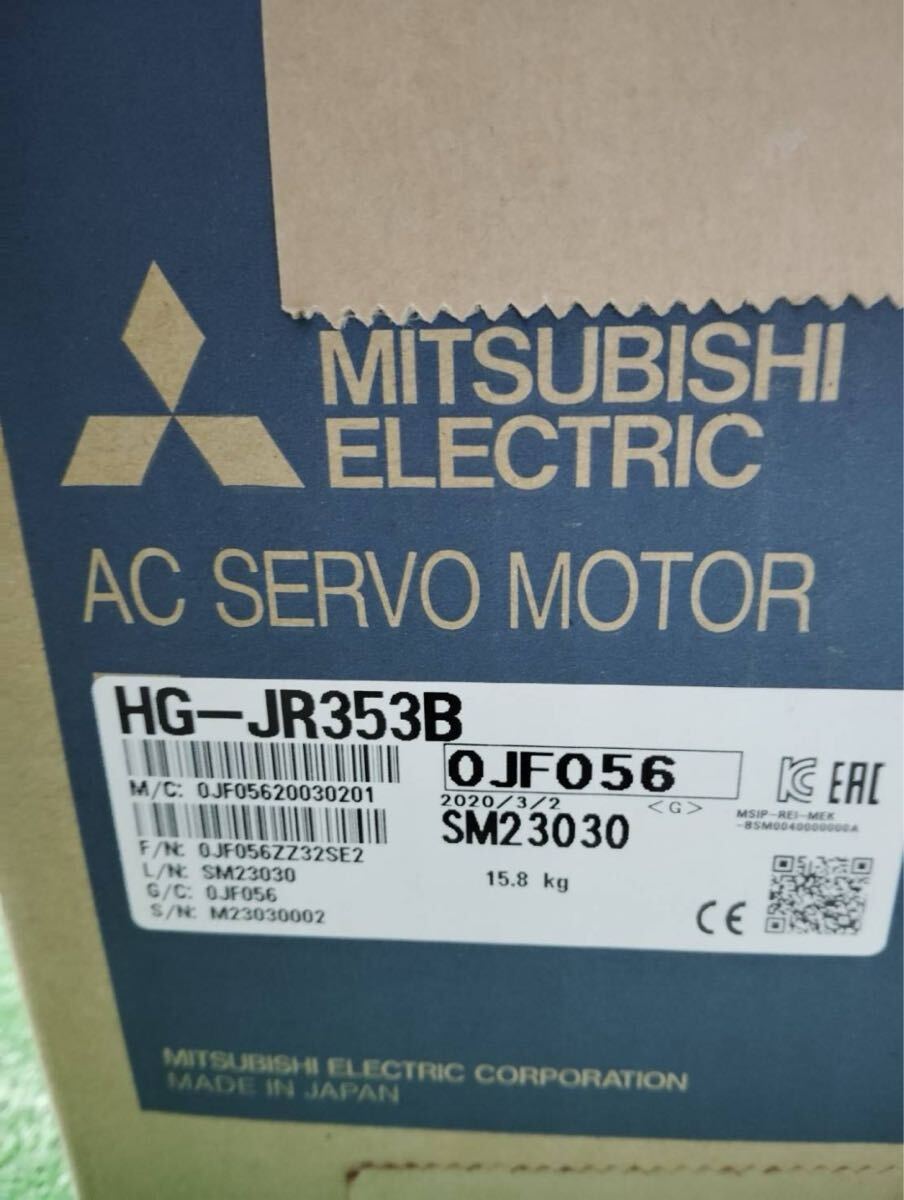 MITSUBISHI
ELECTRIC
AC SERVO MOTOR
HG-JR353B
0JF056
M/C: 0JF05620030201
2020/3/2 <G>
SM23030
F/N: 0JF056ZZ32SE2
L/N: SM23030
G/C: 0JF056
S/N: M23030002
15.8 kg
EAC
MSIP-REI-MEK
-BSM0040000000A
CE
MITSUBISHI ELECTRIC CORPORATION
MADE IN JAPAN